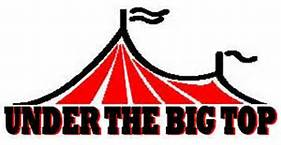 UNDER THE BIG TOP